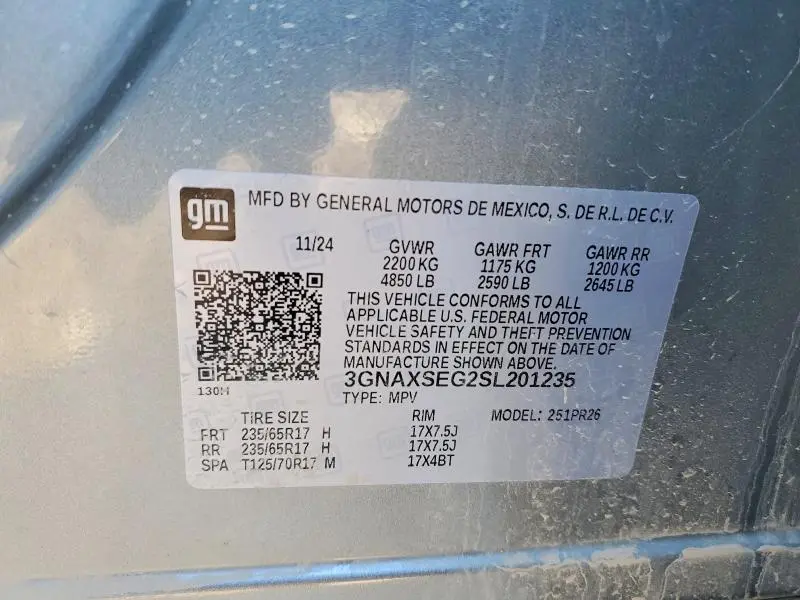 gm
MFD BY GENERAL MOTORS DE MEXICO, S. DE R.L. DE C.V.
11/24 GVWR GAWR FRT GAWR RR
2200 KG 1175 KG 1200 KG
4850 LB 2590 LB 2645 LB
THIS VEHICLE CONFORMS TO ALL
APPLICABLE U.S. FEDERAL MOTOR
VEHICLE SAFETY AND THEFT PREVENTION
STANDARDS IN EFFECT ON THE DATE OF
MANUFACTURE SHOWN ABOVE.
3GNAXSEG2SL201235
130H
TYPE: MPV
TIRE SIZE RIM MODEL: 251PR26
FRT 235/65R17 H 17X7.5J
RR 235/65R17 H 17X7.5J
SPA T125/70R17 M 17X4BT